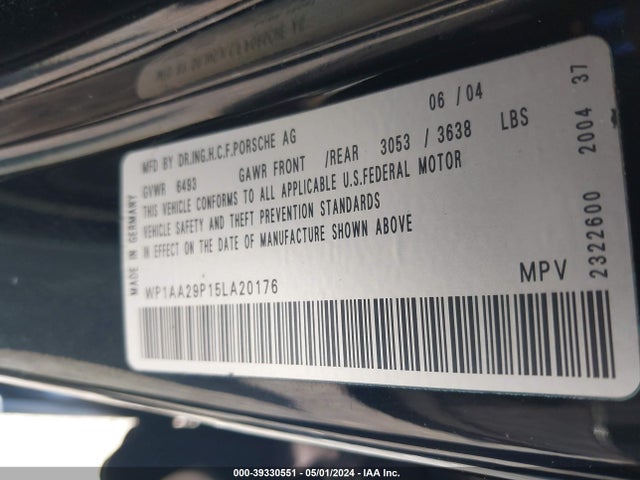 06 / 04
MFD BY DR.ING.H.C.F.PORSCHE AG
GVWR 6493 GAWR FRONT /REAR 3053 / 3638 LBS
THIS VEHICLE CONFORMS TO ALL APPLICABLE U.S.FEDERAL MOTOR
VEHICLE SAFETY AND THEFT PREVENTION STANDARDS
IN EFFECT ON THE DATE OF MANUFACTURE SHOWN ABOVE
WP1AA29P15LA20176
MPV
MADE IN GERMANY
2322600 2004 37
000-39330551 - 05/01/2024 - IAA Inc.